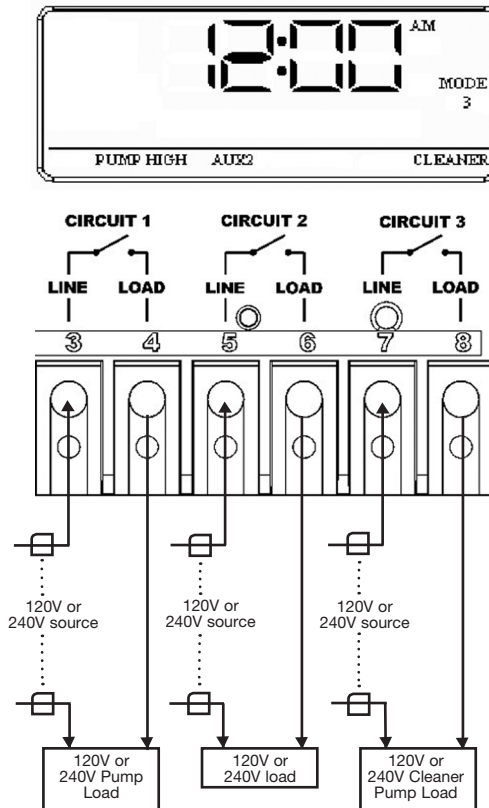 12:00 AM
MODE
3
PUMP HIGH AUX2 CLEANER
CIRCUIT 1 CIRCUIT 2 CIRCUIT 3
LINE LOAD LINE LOAD LINE LOAD
3 4 5 6 7 8
120V or
240V source
120V or
240V source
120V or
240V source
120V or
240V Pump
Load
120V or
240V load
120V or
240V Cleaner
Pump Load